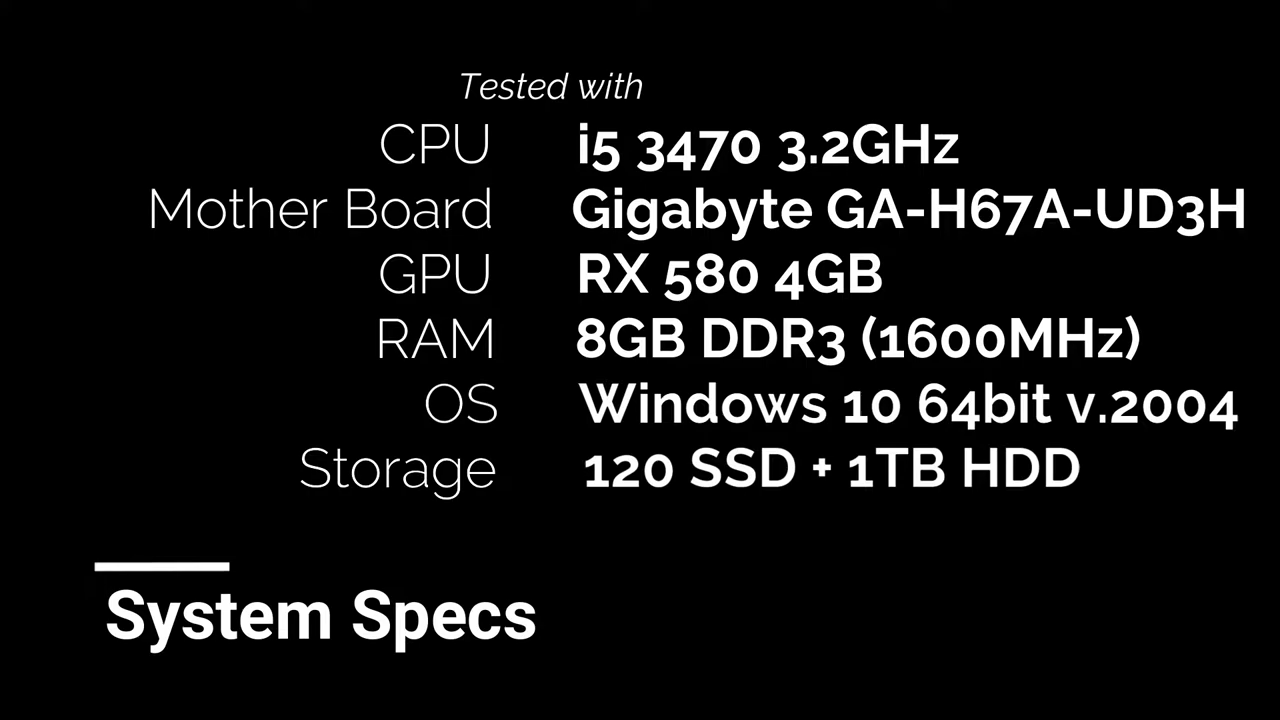 Tested with
CPU i5 3470 3.2GHz
Mother Board Gigabyte GA-H67A-UD3H
GPU RX 580 4GB
RAM 8GB DDR3 (1600MHz)
OS Windows 10 64bit v.2004
Storage 120 SSD + 1TB HDD
System Specs